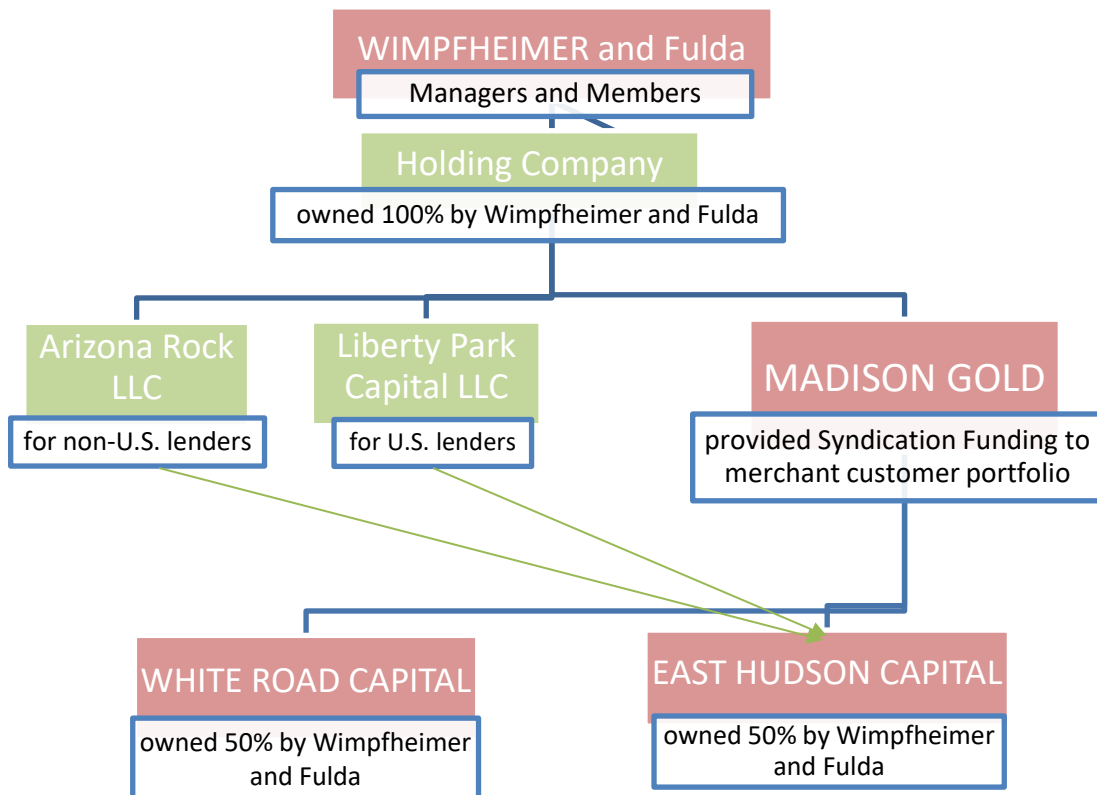 WIMPFHEIMER and Fulda
Managers and Members
Holding Company
owned 100% by Wimpfheimer and Fulda
Arizona Rock
LLC
for non-U.S. lenders
Liberty Park
Capital LLC
for U.S. lenders
MADISON GOLD
provided Syndication Funding to
merchant customer portfolio
WHITE ROAD CAPITAL
owned 50% by Wimpfheimer
and Fulda
EAST HUDSON CAPITAL
owned 50% by Wimpfheimer
and Fulda